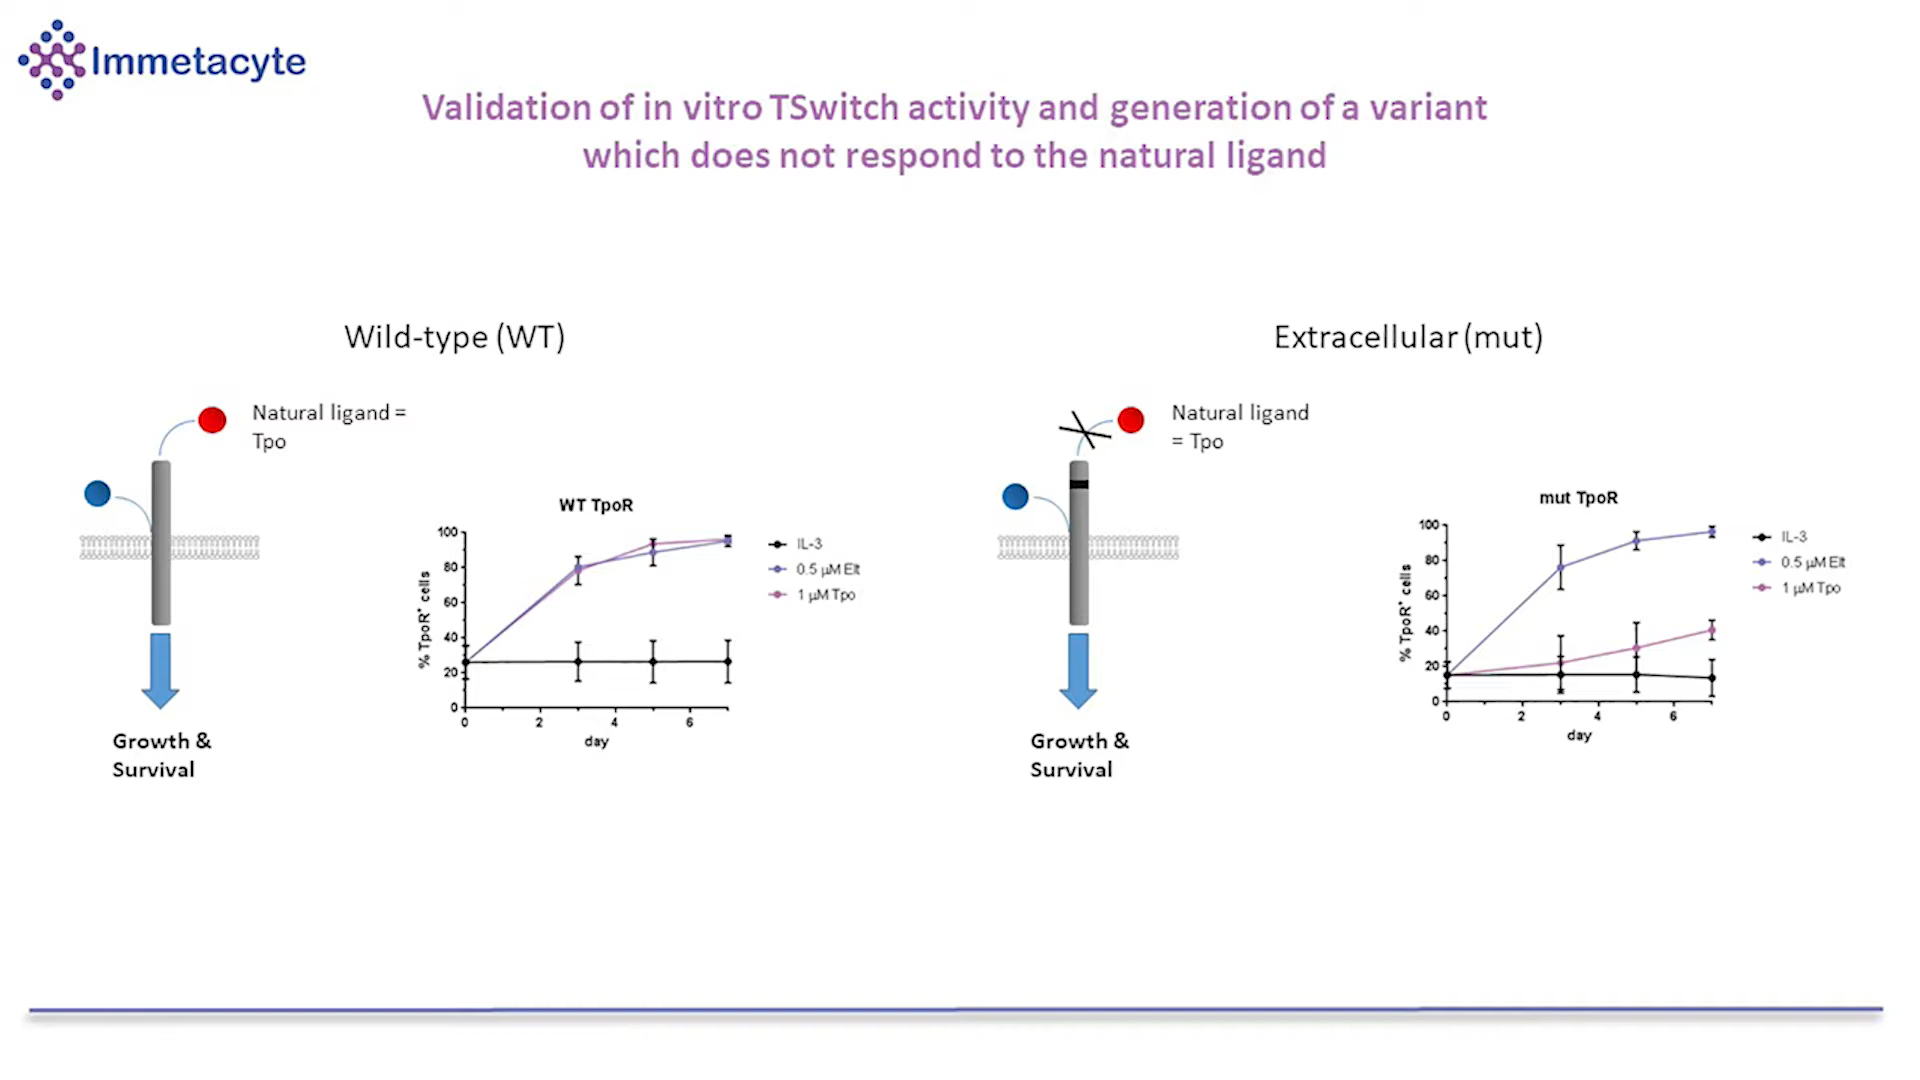 Immetacyte
Validation of in vitro TSwitch activity and generation of a variant
which does not respond to the natural ligand
Wild-type (WT)
Natural ligand =
Tpo
WT TpoR
% TpoR+ cells
100
80
60
40
20
0
0 2 4 6
day
IL-3
0.5 µM Elt
1 µM Tpo
Growth &
Survival
Extracellular (mut)
Natural ligand
= Tpo
mut TpoR
% TpoR+ cells
100
80
60
40
20
0
0 2 4 6
day
IL-3
0.5 µM Elt
1 µM Tpo
Growth &
Survival